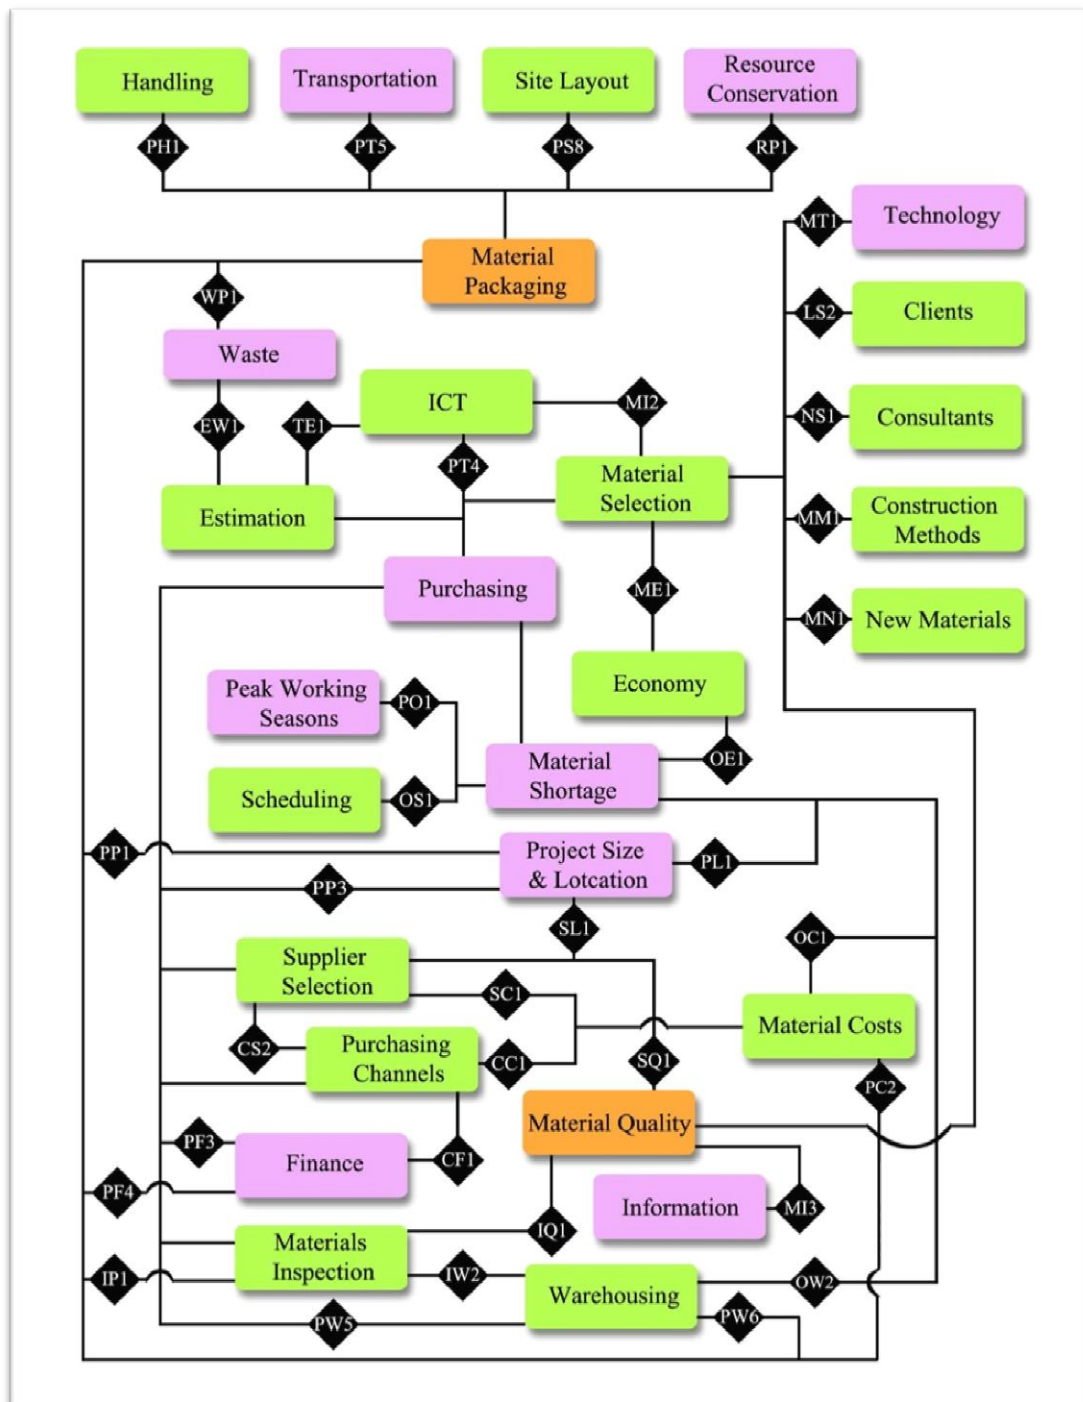 Handling
Transportation
Site Layout
Resource
Conservation
PH1
PT5
PS8
RP1
MT1
Technology
Material
Packaging
WP1
LS2
Clients
Waste
ICT
MI2
EW1
TE1
NS1
Consultants
PT4
Material
Selection
Estimation
MM1
Construction
Methods
Purchasing
ME1
MN1
New Materials
Peak Working
Seasons
PO1
Economy
OE1
Material
Shortage
Scheduling
OS1
PP1
Project Size
& Lotcation
PL1
PP3
SL1
OC1
Supplier
Selection
SC1
Material Costs
CS2
Purchasing
Channels
CC1
SQ1
PC2
Material Quality
PF3
Finance
CF1
PF4
Information
MI3
IQ1
Materials
Inspection
IP1
IW2
Warehousing
OW2
PW5
PW6